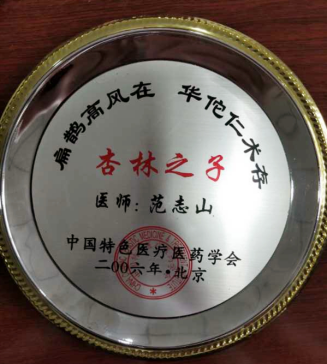 扁鹊高风在 华佗仁术存
杏林之子
医师:范志山
中国特色医疗医药学会
二00六年·北京